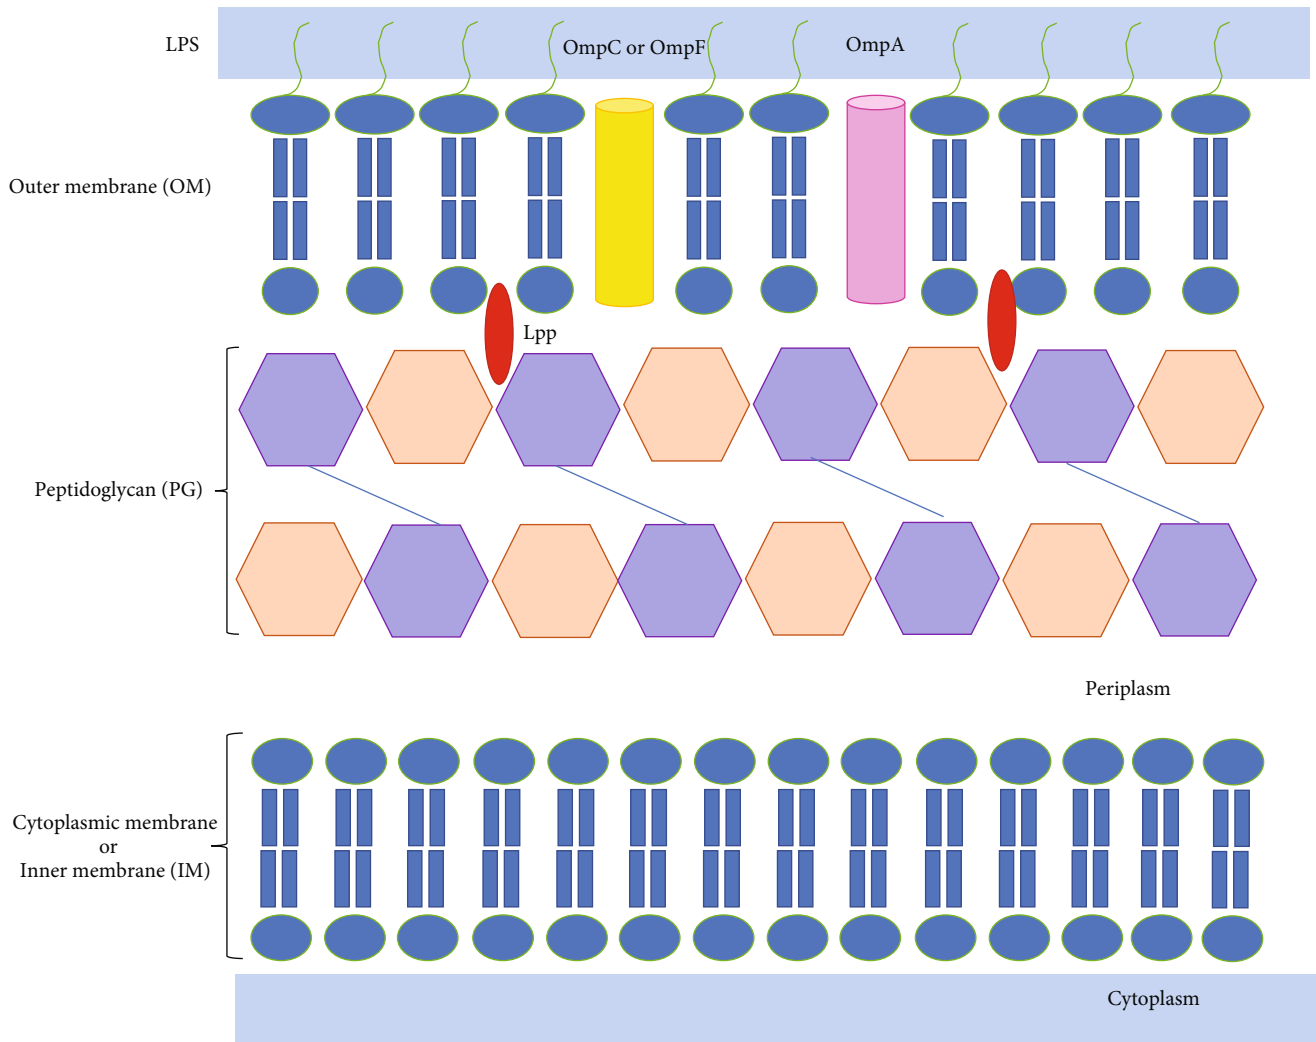 LPS
OmpC or OmpF
OmpA
Outer membrane (OM)
Lpp
Peptidoglycan (PG)
Periplasm
Cytoplasmic membrane
or
Inner membrane (IM)
Cytoplasm